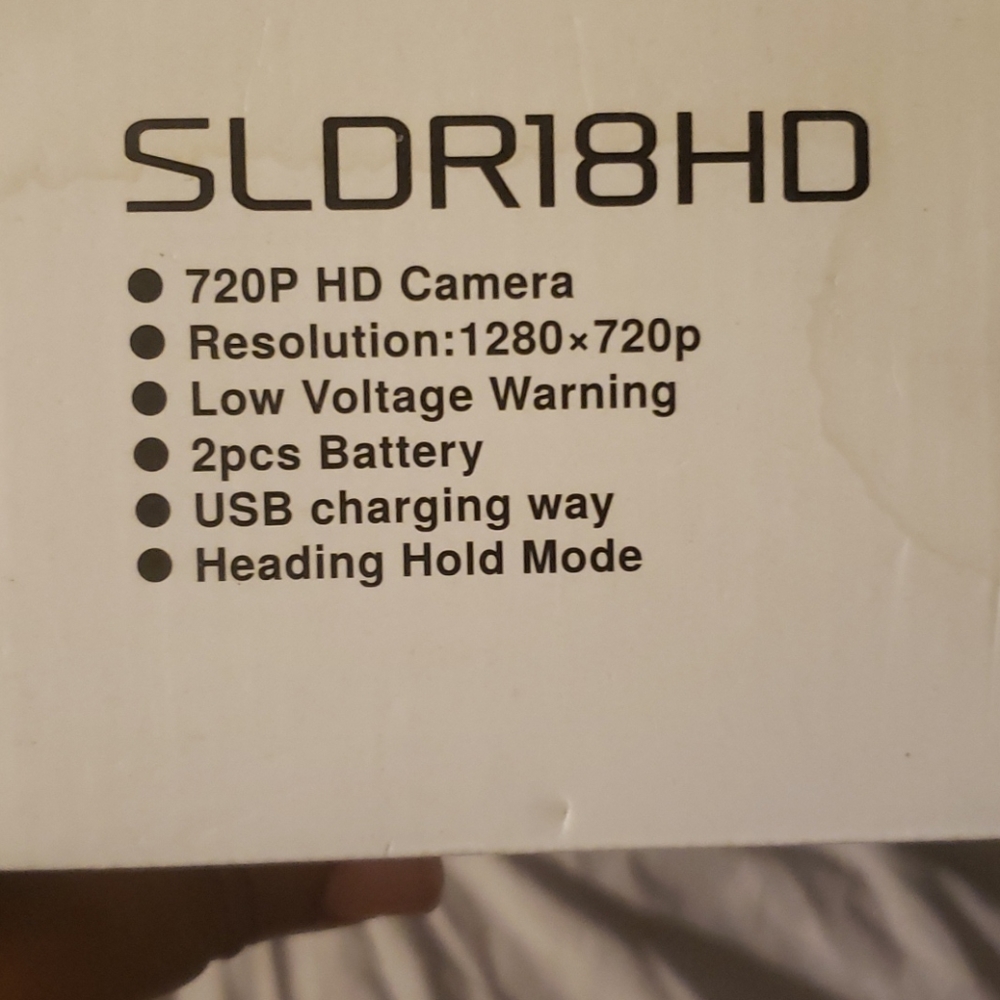 SLDR18HD
● 720P HD Camera
● Resolution:1280×720p
● Low Voltage Warning
● 2pcs Battery
● USB charging way
● Heading Hold Mode